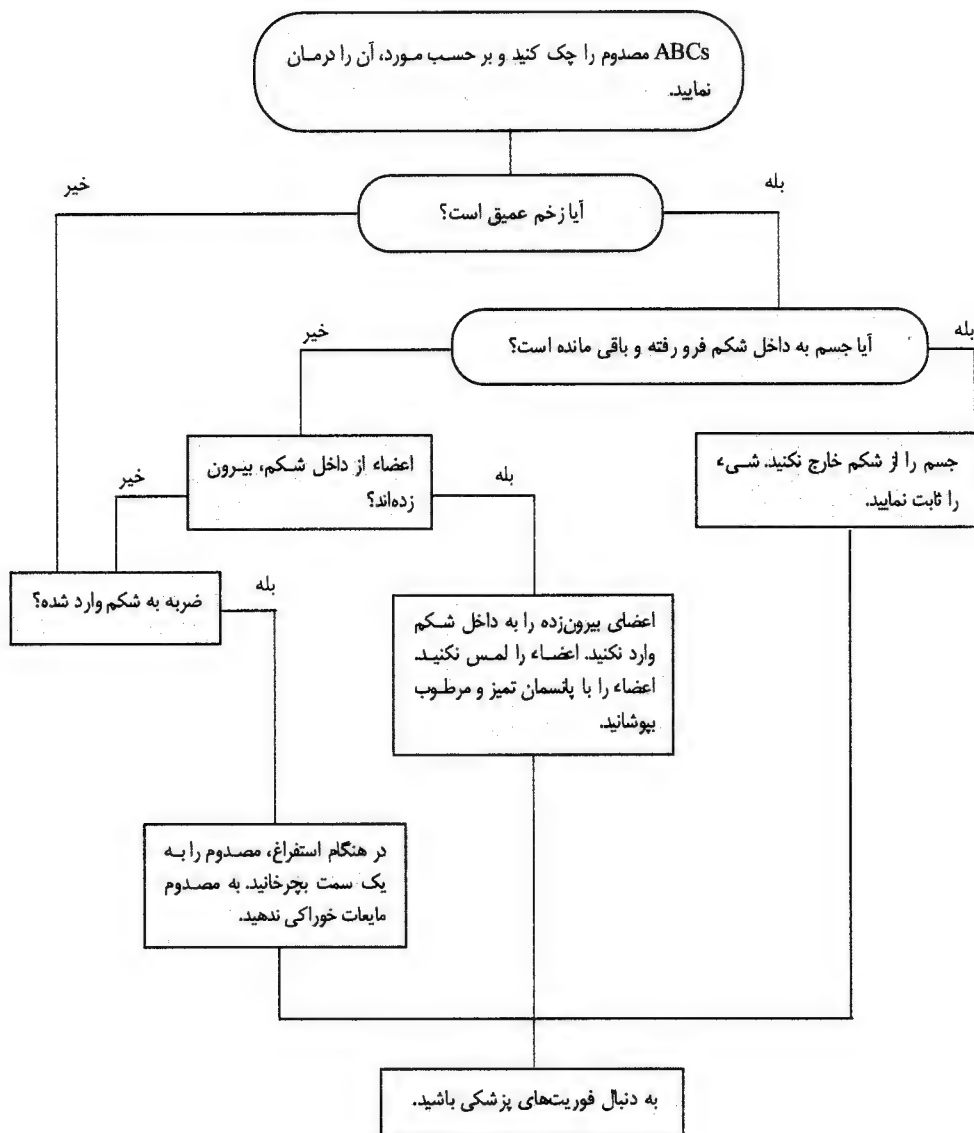 ABCs مصدوم را چک کنید و بر حسب مورد، آن را درمان
نمایید.
خیر
بله
آیا زخم عمیق است؟
خیر
بله
آیا جسم به داخل شکم فرو رفته و باقی مانده است؟
جسم را از شکم خارج نکنید. شیء
را ثابت نمایید.
اعضاء از داخل شکم، بیرون
زده‌اند؟
خیر
بله
ضربه به شکم وارد شده؟
بله
اعضای بیرون‌زده را به داخل شکم
وارد نکنید. اعضاء را لمس نکنید.
اعضاء را با پانسمان تمیز و مرطوب
بپوشانید.
در هنگام استفراغ، مصدوم را به
یک سمت بچرخانید. به مصدوم
مایعات خوراکی ندهید.
به دنبال فوریت‌های پزشکی باشید.